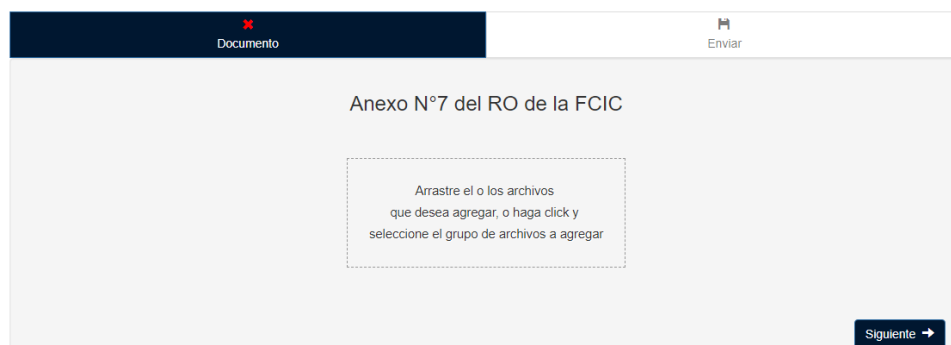 Documento
Enviar
Anexo N°7 del RO de la FCIC
Arrastre el o los archivos
que desea agregar, o haga click y
seleccione el grupo de archivos a agregar
Siguiente